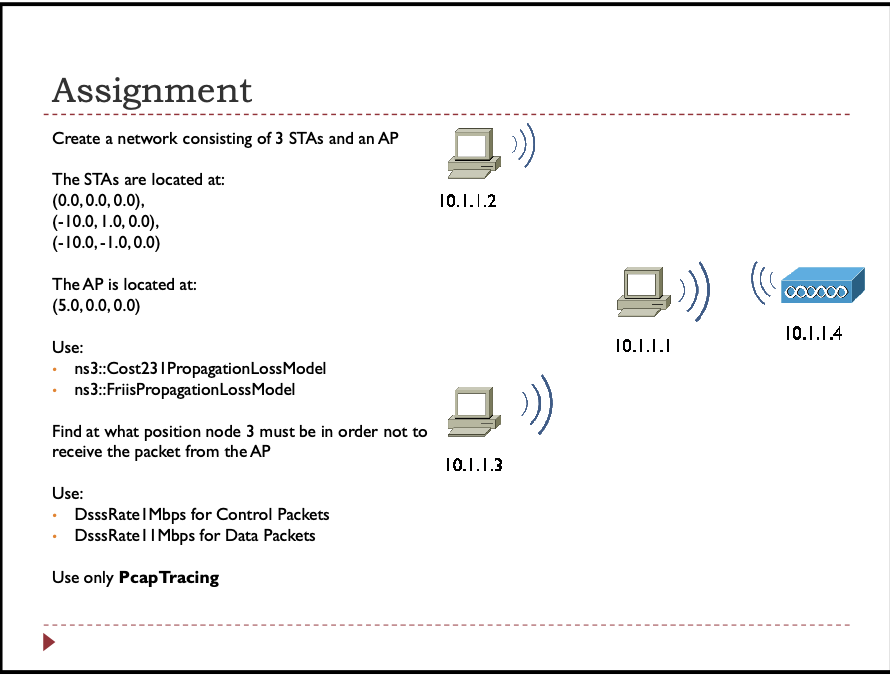 Assignment
Create a network consisting of 3 STAs and an AP
The STAs are located at:
(0.0, 0.0, 0.0),
(-10.0, 1.0, 0.0),
(-10.0, -1.0, 0.0)
The AP is located at:
(5.0, 0.0, 0.0)
Use:
• ns3::Cost231PropagationLossModel
• ns3::FriisPropagationLossModel
Find at what position node 3 must be in order not to
receive the packet from the AP
Use:
• DsssRate1Mbps for Control Packets
• DsssRate11Mbps for Data Packets
Use only PcapTracing
10.1.1.2
10.1.1.1
10.1.1.4
10.1.1.3